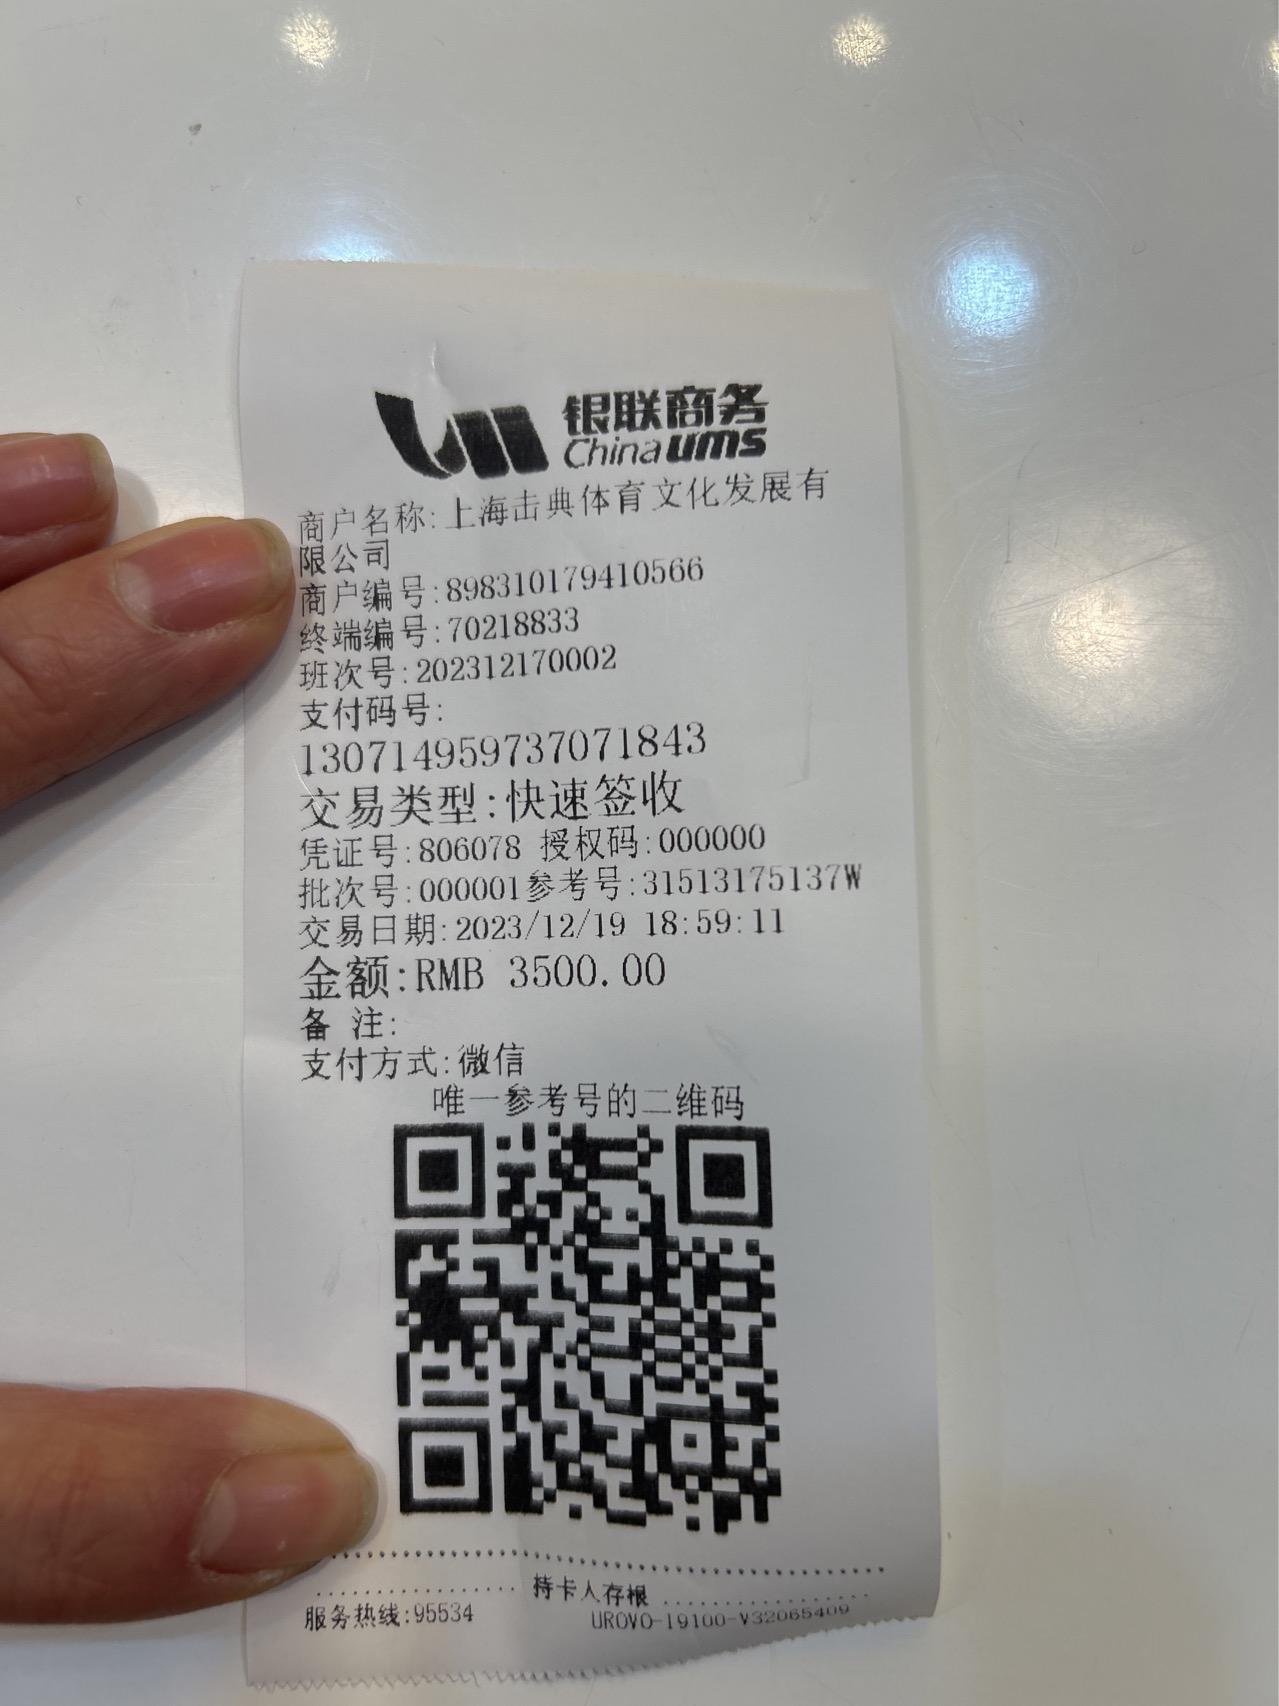 银联商务
China ums
商户名称:上海击典体育文化发展有
限公司
商户编号:898310179410566
终端编号:70218833
班次号:202312170002
支付码号:
130714959737071843
交易类型:快速签收
凭证号:806078 授权码:000000
批次号:000001参考号:31513175137W
交易日期:2023/12/19 18:59:11
金额:RMB 3500.00
备 注:
支付方式:微信
唯一参考号的二维码
持卡人存根
服务热线:95534 UROVO-I9100-V32065409